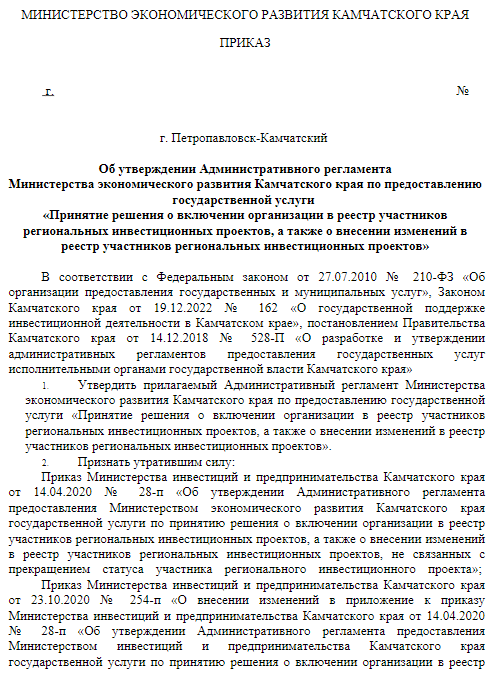 МИНИСТЕРСТВО ЭКОНОМИЧЕСКОГО РАЗВИТИЯ КАМЧАТСКОГО КРАЯ
ПРИКАЗ
г. №
г. Петропавловск-Камчатский
Об утверждении Административного регламента
Министерства экономического развития Камчатского края по предоставлению
государственной услуги
«Принятие решения о включении организации в реестр участников
региональных инвестиционных проектов, а также о внесении изменений в
реестр участников региональных инвестиционных проектов»
В соответствии с Федеральным законом от 27.07.2010 № 210-ФЗ «Об
организации предоставления государственных и муниципальных услуг», Законом
Камчатского края от 19.12.2022 № 162 «О государственной поддержке
инвестиционной деятельности в Камчатском крае», постановлением Правительства
Камчатского края от 14.12.2018 № 528-П «О разработке и утверждении
административных регламентов предоставления государственных услуг
исполнительными органами государственной власти Камчатского края»
1. Утвердить прилагаемый Административный регламент Министерства
экономического развития Камчатского края по предоставлению государственной
услуги «Принятие решения о включении организации в реестр участников
региональных инвестиционных проектов, а также о внесении изменений в реестр
участников региональных инвестиционных проектов».
2. Признать утратившим силу:
Приказ Министерства инвестиций и предпринимательства Камчатского края
от 14.04.2020 № 28-п «Об утверждении Административного регламента
предоставления Министерством экономического развития Камчатского края
государственной услуги по принятию решения о включении организации в реестр
участников региональных инвестиционных проектов, а также о внесении изменений
в реестр участников региональных инвестиционных проектов, не связанных с
прекращением статуса участника регионального инвестиционного проекта»;
Приказ Министерства инвестиций и предпринимательства Камчатского края
от 23.10.2020 № 254-п «О внесении изменений в приложение к приказу
Министерства инвестиций и предпринимательства Камчатского края от 14.04.2020
№ 28-п «Об утверждении Административного регламента предоставления
Министерством инвестиций и предпринимательства Камчатского края
государственной услуги по принятию решения о включении организации в реестр